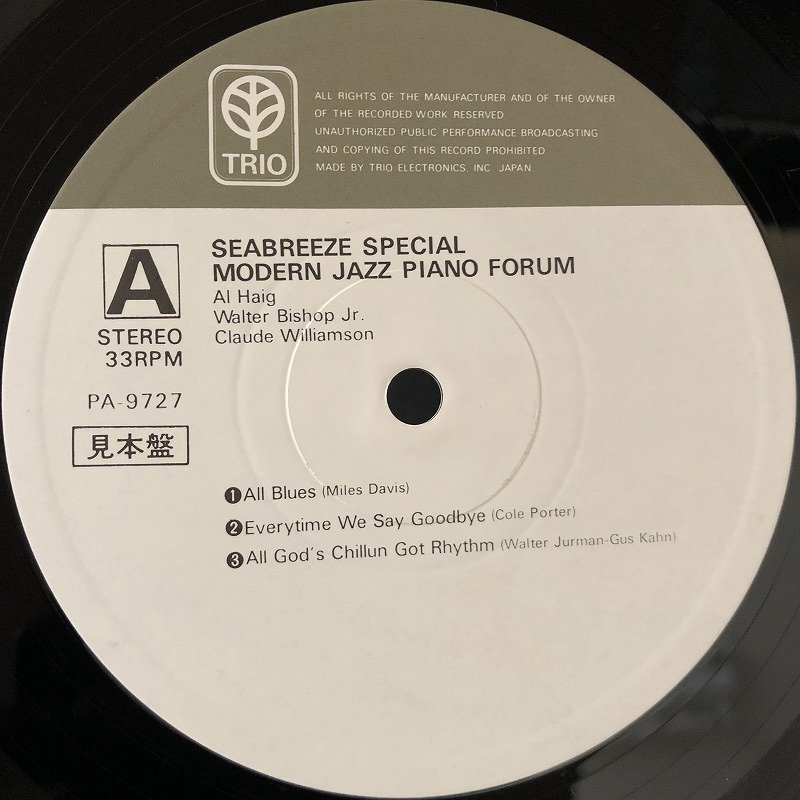 TRIO
ALL RIGHTS OF THE MANUFACTURER AND OF THE OWNER
OF THE RECORDED WORK RESERVED
UNAUTHORIZED PUBLIC PERFORMANCE BROADCASTING
AND COPYING OF THIS RECORD PROHIBITED
MADE BY TRIO ELECTRONICS, INC JAPAN
A
STEREO
33RPM
PA-9727
見本盤
SEABREEZE SPECIAL
MODERN JAZZ PIANO FORUM
Al Haig
Walter Bishop Jr.
Claude Williamson
❶All Blues (Miles Davis)
❷Everytime We Say Goodbye (Cole Porter)
❸All God's Chillun Got Rhythm (Walter Jurman-Gus Kahn)